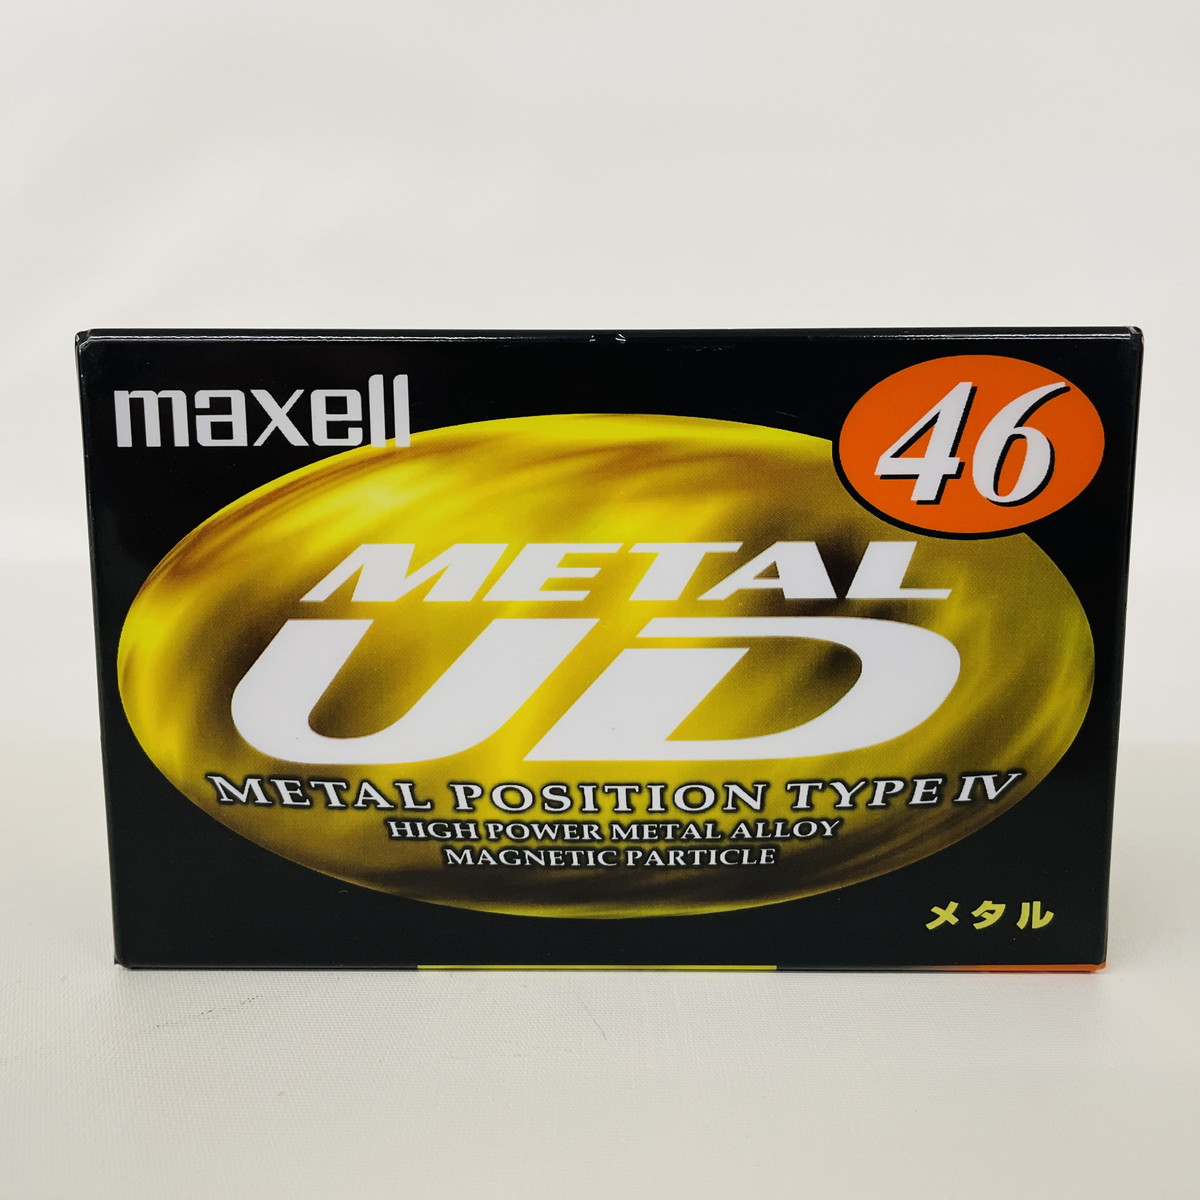 maxell
46
METAL
UD
METAL POSITION TYPE IV
HIGH POWER METAL ALLOY
MAGNETIC PARTICLE
メタル